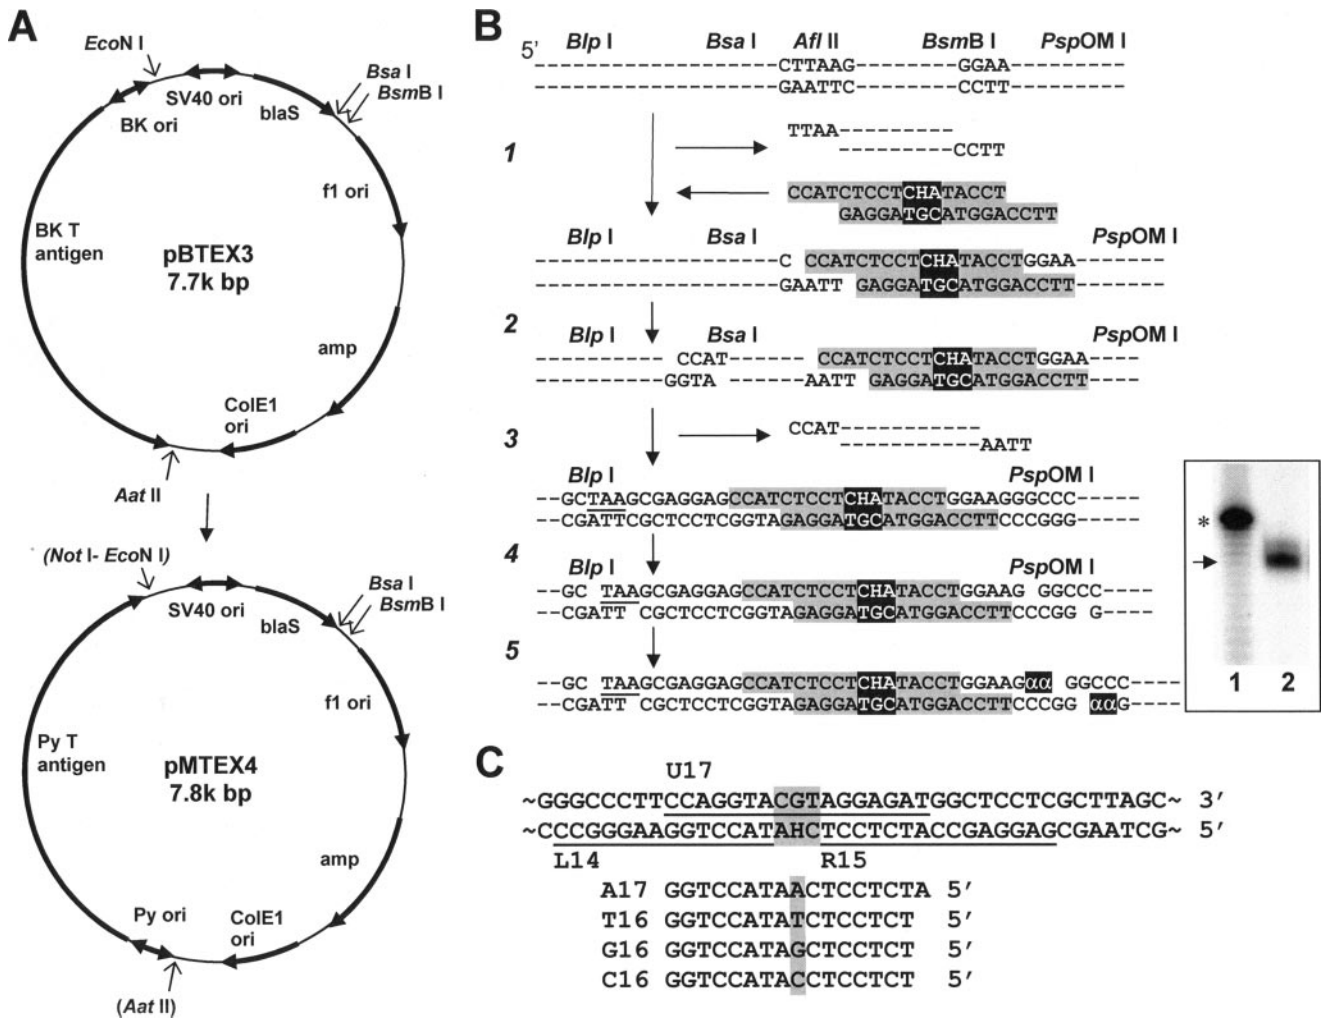 A
EcoN I
Bsa I
BsmB I
SV40 ori
blaS
BK ori
f1 ori
BK T
antigen
pBTEX3
7.7k bp
amp
ColE1
ori
Aat II
(Not I- EcoN I)
Bsa I
BsmB I
SV40 ori
blaS
f1 ori
Py T
antigen
pMTEX4
7.8k bp
amp
Py ori
ColE1
ori
(Aat II)
B
5′
Blp I Bsa I Afl II BsmB I PspOM I
-------------------CTTAAG--------GGAA---------
-------------------GAATTC--------CCTT---------
1
TTAA---------
---------CCTT
CCATCTCCTCHATACCT
GAGGATGCATGGACCTT
Blp I Bsa I PspOM I
-------------------C CCATCTCCTCHATACCTGGAA-------
-------------------GAATT GAGGATGCATGGACCTT-------
2
Blp I Bsa I PspOM I
---------- CCAT------ CCATCTCCTCHATACCTGGAA----
----------GGTA ------AATT GAGGATGCATGGACCTT----
3
CCAT-----------
-----------AATT
Blp I PspOM I
--GCTAAGCGAGGAGCCATCTCCTCHATACCTGGAAGGGCCC-----
--CGATTCGCTCCTCGGTAGAGGATGCATGGACCTTCCCGGG-----
4
Blp I PspOM I
--GC TAAGCGAGGAGCCATCTCCTCHATACCTGGAAG GGCCC----
--CGATT CGCTCCTCGGTAGAGGATGCATGGACCTTCCCGG G----
5
--GC TAAGCGAGGAGCCATCTCCTCHATACCTGGAAGαα GGCCC----
--CGATT CGCTCCTCGGTAGAGGATGCATGGACCTTCCCGG ααG----
*
1 2
C
U17
~GGGCCCTTCCAGGTACGTAGGAGATGGCTCCTCGCTTAGC~ 3′
~CCCGGGAAGGTCCATAHCTCCTCTACCGAGGAGCGAATCG~ 5′
L14 R15
A17 GGTCCATAACTCCTCTA 5′
T16 GGTCCATATCTCCTCT 5′
G16 GGTCCATAGCTCCTCT 5′
C16 GGTCCATACCTCCTCT 5′